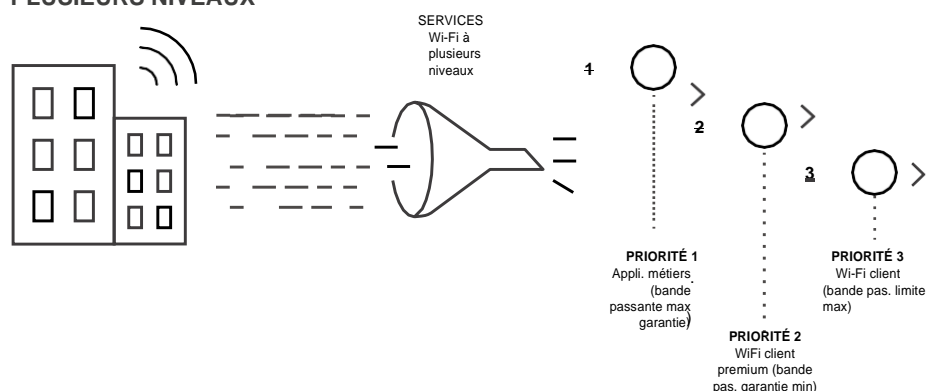 PLUSIEURS NIVEAUX
SERVICES
Wi-Fi à
plusieurs
niveaux
1
2
3
PRIORITÉ 1
Appli. métiers
(bande
passante max
garantie)
PRIORITÉ 2
WiFi client
premium (bande
pas. garantie min)
PRIORITÉ 3
Wi-Fi client
(bande pas. limite
max)